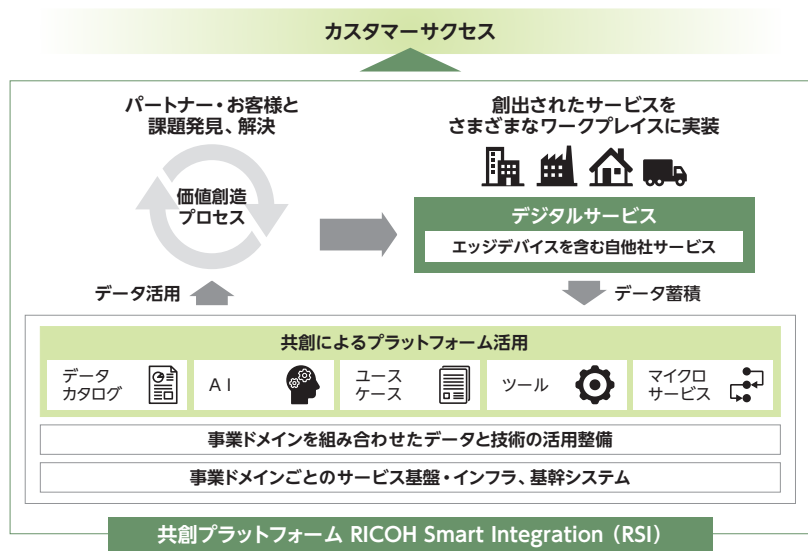 カスタマーサクセス
パートナー・お客様と
課題発見、解決
価値創造
プロセス
創出されたサービスを
さまざまなワークプレイスに実装
デジタルサービス
エッジデバイスを含む自他社サービス
データ活用
データ蓄積
共創によるプラットフォーム活用
データ
カタログ
AI
ユース
ケース
ツール
マイクロ
サービス
事業ドメインを組み合わせたデータと技術の活用整備
事業ドメインごとのサービス基盤・インフラ、基幹システム
共創プラットフォーム RICOH Smart Integration（RSI）